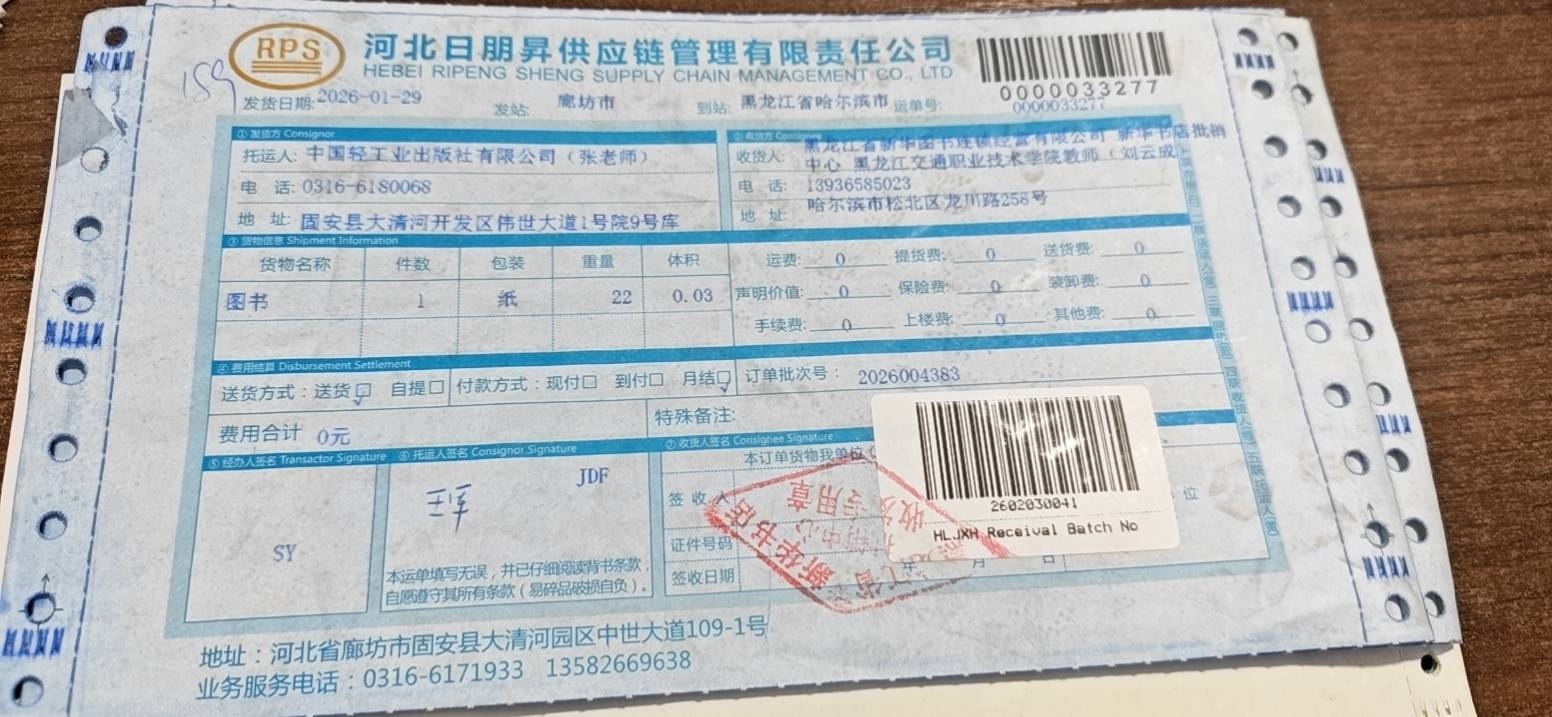 RPS
河北日朋昇供应链管理有限责任公司
HEBEI RIPENG SHENG SUPPLY CHAIN MANAGEMENT CO., LTD
0000033277
159
发货日期: 2026-01-29 发站: 廊坊市 到站: 黑龙江省哈尔滨市 运单号: 0000033277
① 发货方 Consignor
托运人: 中国轻工业出版社有限公司（张老师）
电 话: 0316-6180068
地 址: 固安县大清河开发区伟世大道1号院9号库
② 收货方 Consignee
黑龙江省新华图书连锁经营有限公司 新华书店批销
收货人: 中心 黑龙江交通职业技术学院教师（刘云成
电 话: 13936585023
地 址: 哈尔滨市松北区龙川路258号
③ 货物信息 Shipment Information
货物名称 件数 包装 重量 体积
图书 1 纸 22 0.03
运费: 0 提货费: 0 送货费: 0
声明价值: 0 保险费: 0 装卸费: 0
手续费: 0 上楼费: 0 其他费: 0
④ 费用结算 Disbursement Settlement
送货方式：送货☑ 自提☐ 付款方式：现付☐ 到付☐ 月结☑ 订单批次号： 2026004383
费用合计 0元 特殊备注:
⑤ 经办人签名 Transactor Signature
SY
⑥ 托运人签名 Consignor Signature
JDF
本运单填写无误，并已仔细阅读背书条款，
自愿遵守其所有条款（易碎品破损自负）。
⑦ 收货人签名 Consignee Signature
本订单货物我单位
位
签 收 人
证件号码
签收日期 年 月 日
2602030041
HLJXH Receival Batch No
新华书店
专用章
地址：河北省廊坊市固安县大清河园区中世大道109-1号
业务服务电话：0316-6171933 13582669638